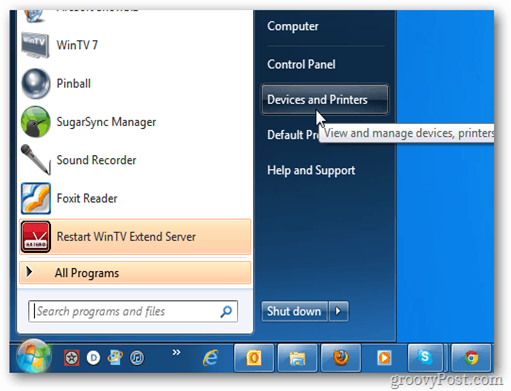 WinTV 7
Pinball
SugarSync Manager
Sound Recorder
Foxit Reader
Restart WinTV Extend Server
All Programs
Search programs and files
Computer
Control Panel
Devices and Printers
View and manage devices, printers
Default Pr
Help and Support
Shut down
groovyPost.com